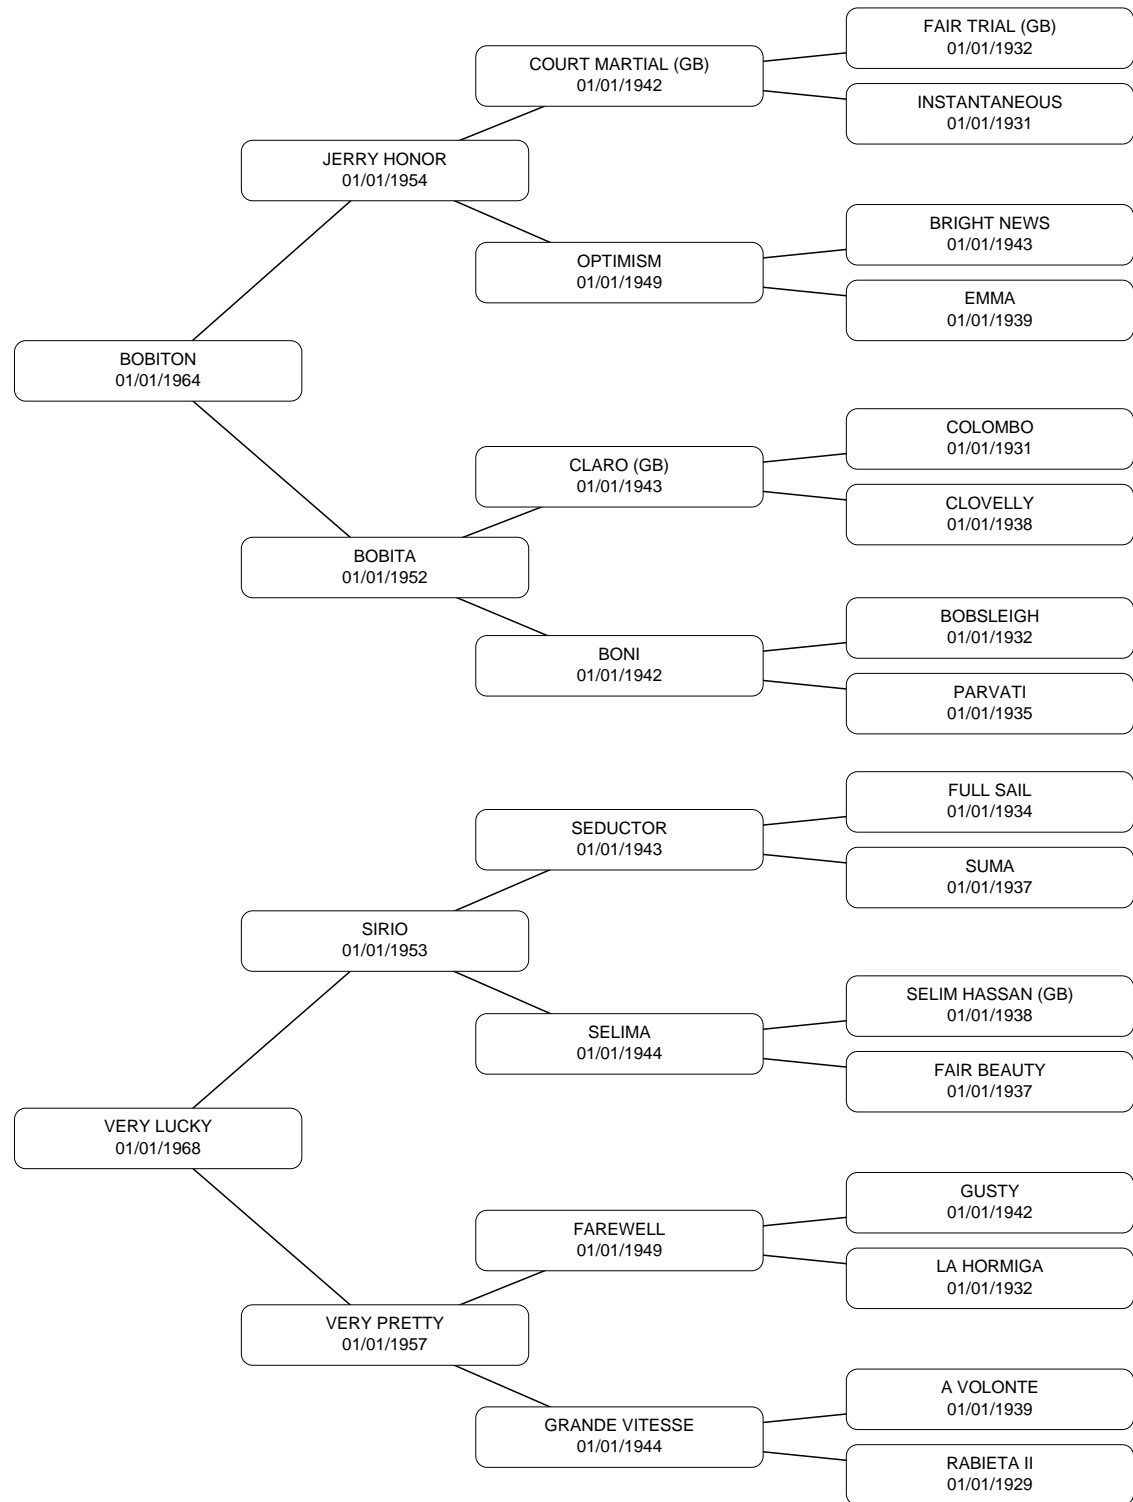 FAIR TRIAL (GB)
01/01/1932
COURT MARTIAL (GB)
01/01/1942
INSTANTANEOUS
01/01/1931
JERRY HONOR
01/01/1954
BRIGHT NEWS
01/01/1943
OPTIMISM
01/01/1949
EMMA
01/01/1939
BOBITON
01/01/1964
COLOMBO
01/01/1931
CLARO (GB)
01/01/1943
CLOVELLY
01/01/1938
BOBITA
01/01/1952
BOBSLEIGH
01/01/1932
BONI
01/01/1942
PARVATI
01/01/1935
FULL SAIL
01/01/1934
SEDUCTOR
01/01/1943
SUMA
01/01/1937
SIRIO
01/01/1953
SELIM HASSAN (GB)
01/01/1938
SELIMA
01/01/1944
FAIR BEAUTY
01/01/1937
VERY LUCKY
01/01/1968
GUSTY
01/01/1942
FAREWELL
01/01/1949
LA HORMIGA
01/01/1932
VERY PRETTY
01/01/1957
A VOLONTE
01/01/1939
GRANDE VITESSE
01/01/1944
RABIETA II
01/01/1929